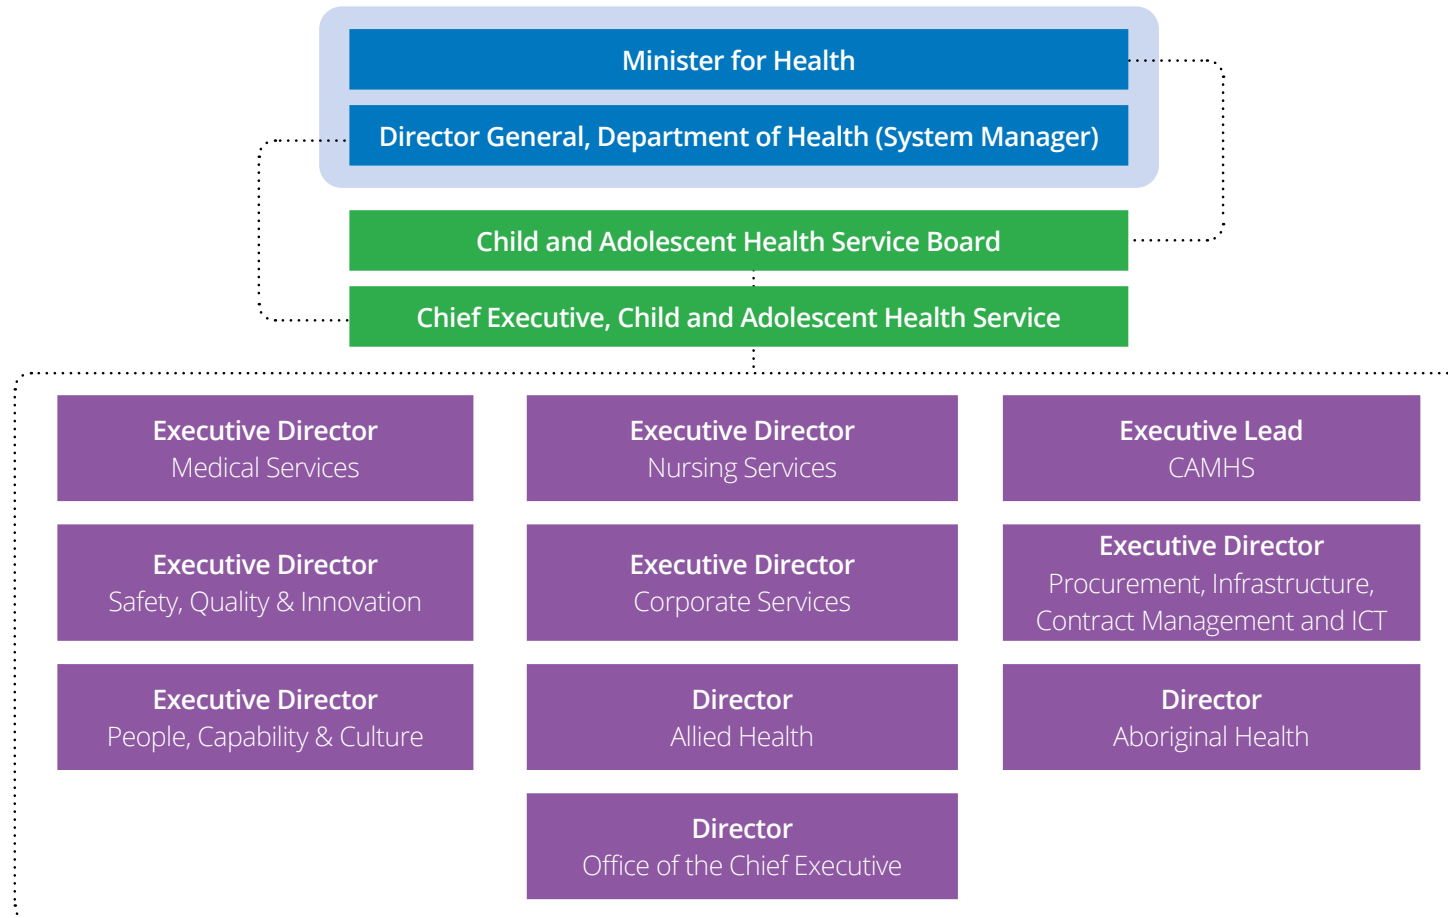 Minister for Health
Director General, Department of Health (System Manager)
Child and Adolescent Health Service Board
Chief Executive, Child and Adolescent Health Service
Executive Director
Medical Services
Executive Director
Nursing Services
Executive Lead
CAMHS
Executive Director
Safety, Quality & Innovation
Executive Director
Corporate Services
Executive Director
Procurement, Infrastructure,
Contract Management and ICT
Executive Director
People, Capability & Culture
Director
Allied Health
Director
Aboriginal Health
Director
Office of the Chief Executive